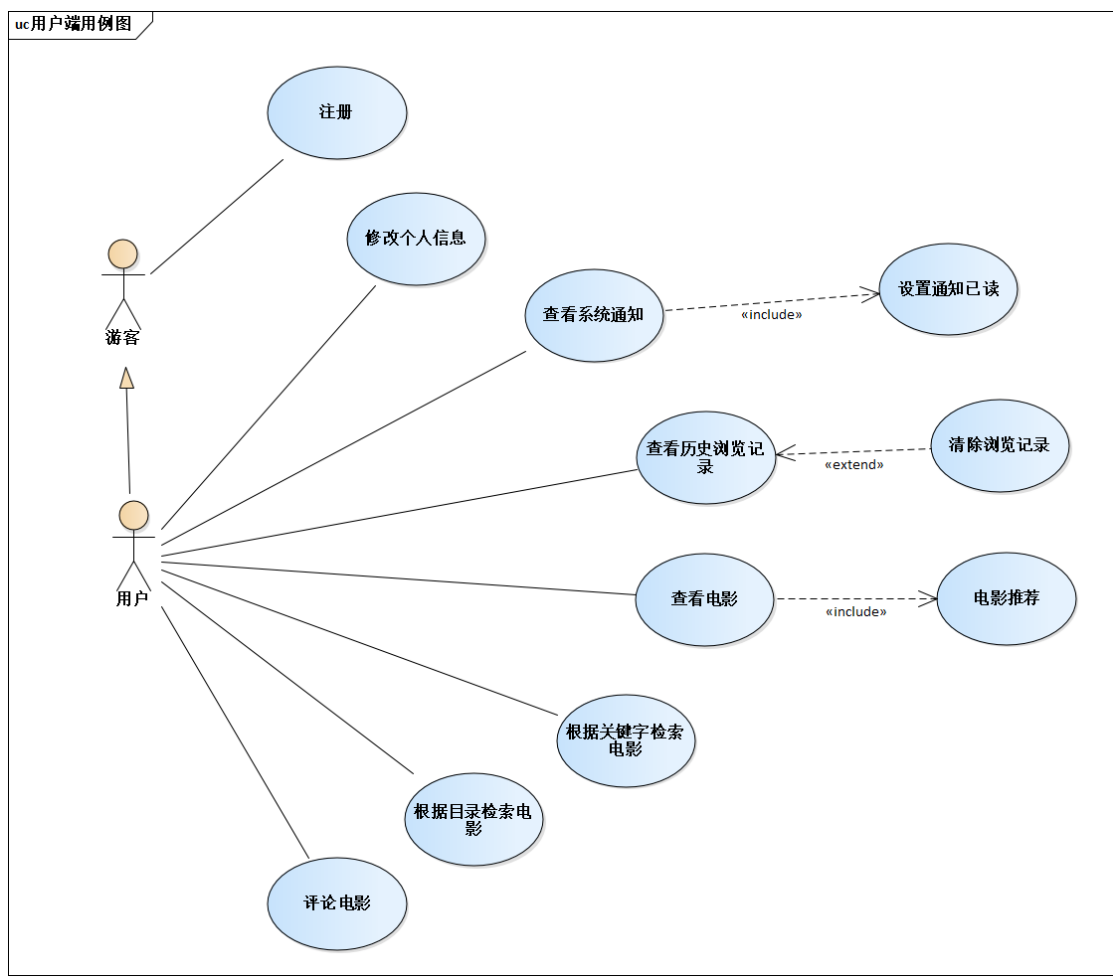 uc 用户端用例图
注册
修改个人信息
游客
查看系统通知
«include»
设置通知已读
查看历史浏览记
录
«extend»
清除浏览记录
用户
查看电影
«include»
电影推荐
根据关键字检索
电影
根据目录检索电
影
评论电影